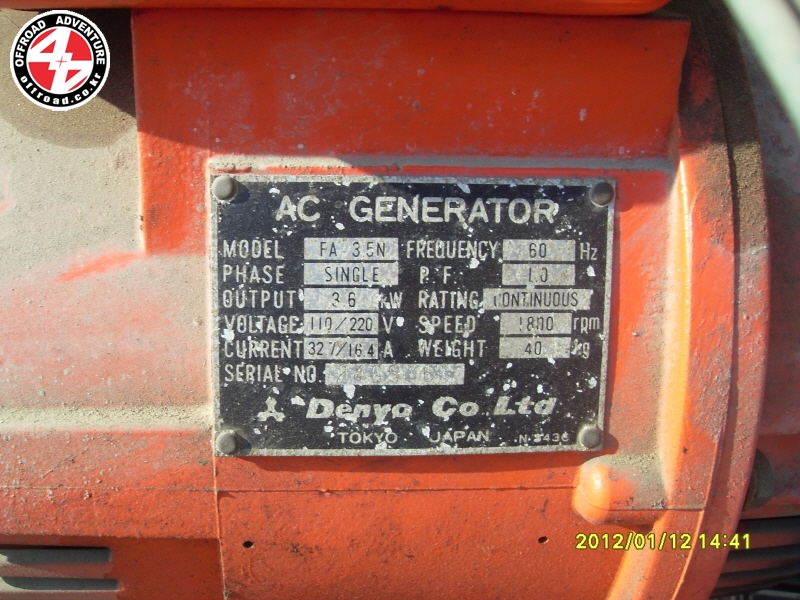 OFFROAD ADVENTURE
4x4
offroad.co.kr
AC GENERATOR
MODEL FA 3.5N FREQUENCY 60 Hz
PHASE SINGLE P. F. 1.0
OUTPUT 3.6 KW RATING CONTINUOUS
VOLTAGE 110/220 V SPEED 1800 rpm
CURRENT 32.7/16.4 A WEIGHT 40 kg
SERIAL NO.
Denyo Co. Ltd
TOKYO JAPAN
2012/01/12 14:41